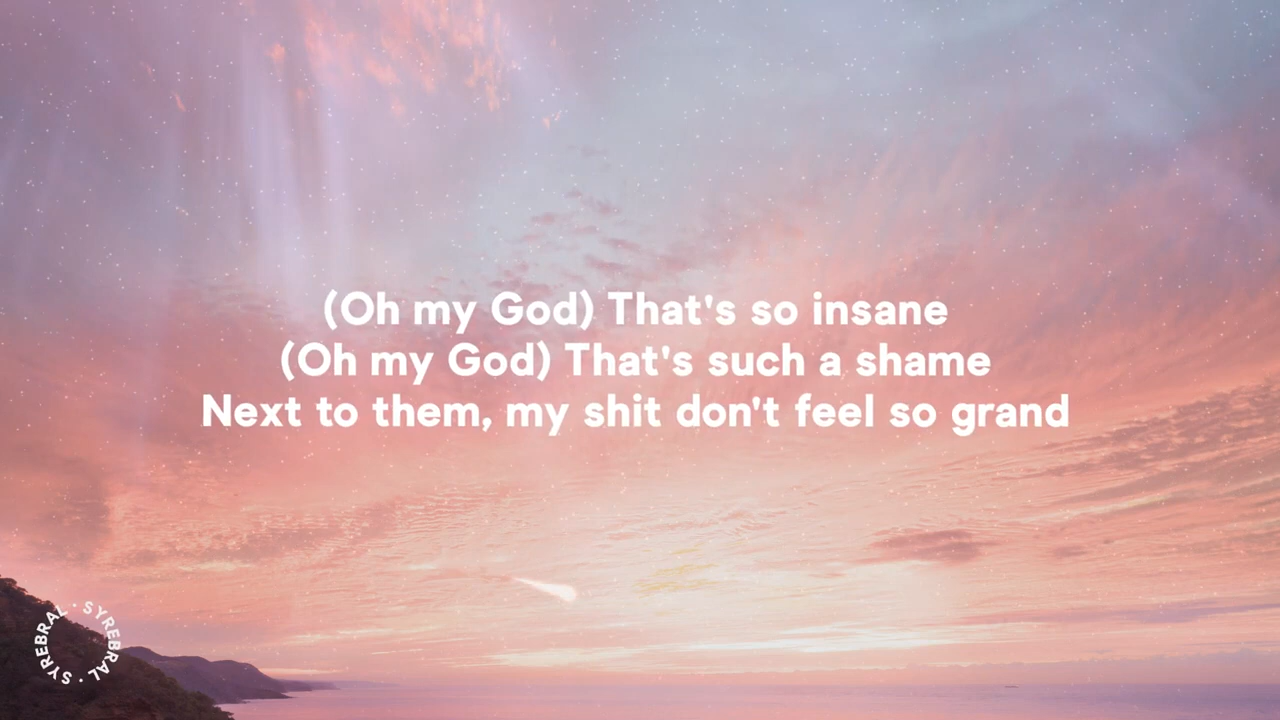 (Oh my God) That's so insane
(Oh my God) That's such a shame
Next to them, my shit don't feel so grand
SYREBRAL · SYREBRAL · SYREBRAL ·